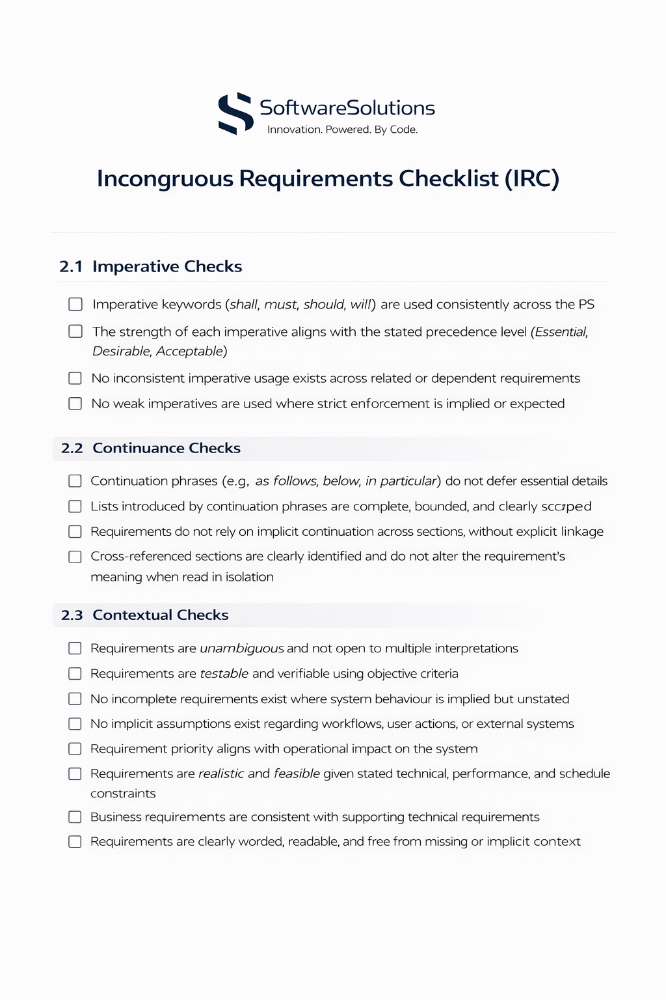 SoftwareSolutions
Innovation. Powered. By Code.
Incongruous Requirements Checklist (IRC)
2.1 Imperative Checks
Imperative keywords (shall, must, should, will) are used consistently across the PS
The strength of each imperative aligns with the stated precedence level (Essential,
Desirable, Acceptable)
No inconsistent imperative usage exists across related or dependent requirements
No weak imperatives are used where strict enforcement is implied or expected
2.2 Continuance Checks
Continuation phrases (e.g, as follows, below, in particular) do not defer essential details
Lists introduced by continuation phrases are complete, bounded, and clearly
Requirements do not rely on implicit continuation across sections, without explicit linkage
Cross-referenced sections are clearly identified and do not alter the requirement's
meaning when read in isolation
2.3 Contextual Checks
Requirements are unambiguous and not open to multiple interpretations
Requirements are testable and verifiable using objective criteria
No incomplete requirements exist where system behaviour is implied but unstated
No implicit assumptions exist regarding workflows, user actions, or external systems
Requirement priority aligns with operational impact on the system
Requirements are realistic and feasible given stated technical, performance, and schedule
constraints
Business requirements are consistent with supporting technical requirements
Requirements are clearly worded, readable, and free from missing or implicit context